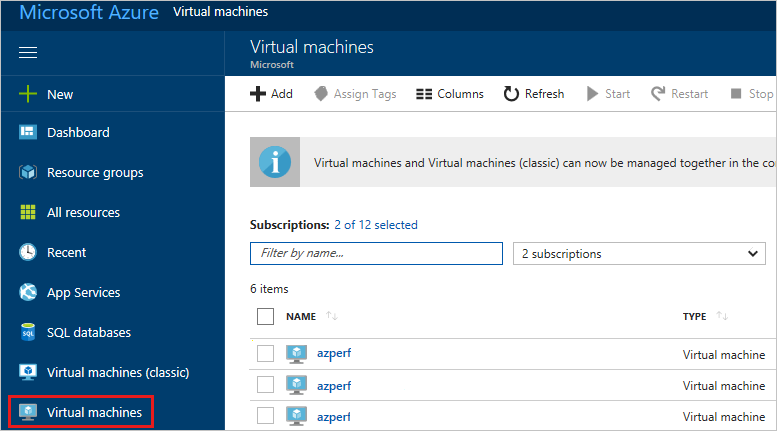 Microsoft Azure Virtual machines
Virtual machines
Microsoft
New
Add Assign Tags Columns Refresh Start Restart Stop
Dashboard
Resource groups
Virtual machines and Virtual machines (classic) can now be managed together in the co
All resources
Subscriptions: 2 of 12 selected
Recent
Filter by name... 2 subscriptions
App Services
6 items
NAME TYPE
SQL databases
SQL
azperf Virtual machine
Virtual machines (classic)
azperf Virtual machine
Virtual machines
azperf Virtual machine